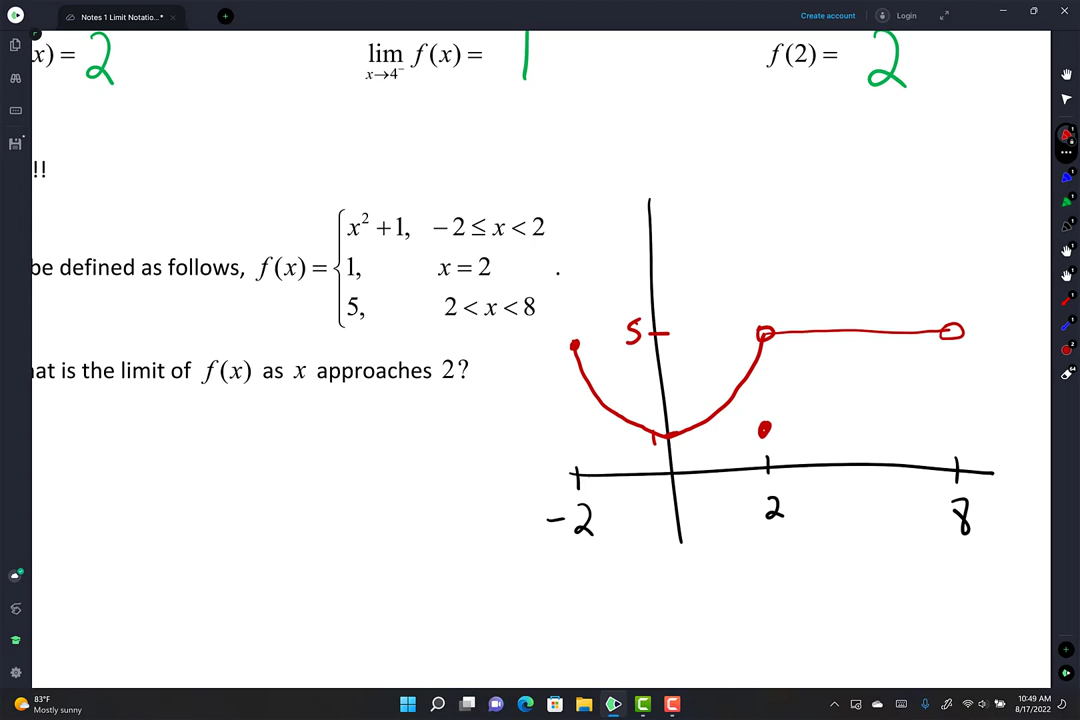 Notes 1 Limit Notatio...*
Create account
Login
x) = 2
lim f(x) = 1
x→4⁻
f(2) = 2
!!
x² + 1, −2 ≤ x < 2
be defined as follows, f(x) = { 1, x = 2 .
5, 2 < x < 8
at is the limit of f(x) as x approaches 2?
5
1
-2
2
8
83°F
Mostly sunny
10:49 AM
8/17/2022